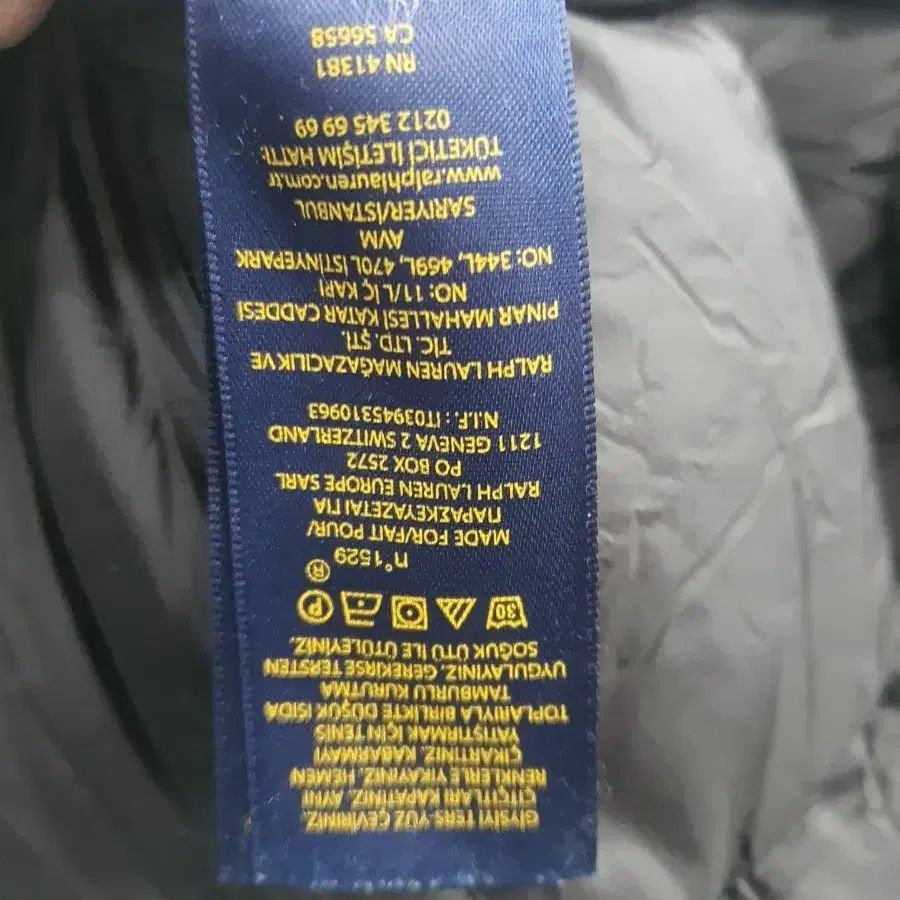 GİYSİYİ TERS-YÜZ ÇEVİRİNİZ.
ÇITÇITLARI KAPATINIZ. AYNI
RENKLERLE YIKAYINIZ. HEMEN
ÇIKARTINIZ. KABARMAYI
YATIŞTIRMAK İÇİN TENİS
TOPLARIYLA BİRLİKTE DÜŞÜK ISIDA
TAMBURLU KURUTMA
UYGULAYINIZ. GEREKIRSE TERSTEN
SOĞUK ÜTÜ İLE ÜTÜLEYİNİZ.
30 P
®
n°1529
MADE FOR/FAIT POUR/
ΠΑΡΑΣΚΕΥΑΖΕΤΑΙ ΓΙΑ
RALPH LAUREN EUROPE SARL
PO BOX 2572
1211 GENEVA 2 SWITZERLAND
N.I.F.: IT03945310963
RALPH LAUREN MAĞAZACILIK VE
TİC. LTD. ŞTİ.
PINAR MAHALLESİ KATAR CADDESİ
NO: 11/L İÇ KAPI
NO: 344L, 469L, 470L İSTİNYEPARK
AVM
SARIYER/ISTANBUL
www.ralphlauren.com.tr
TÜKETİCİ İLETİŞİM HATTI:
0212 345 69 69
RN 41381
CA 56658